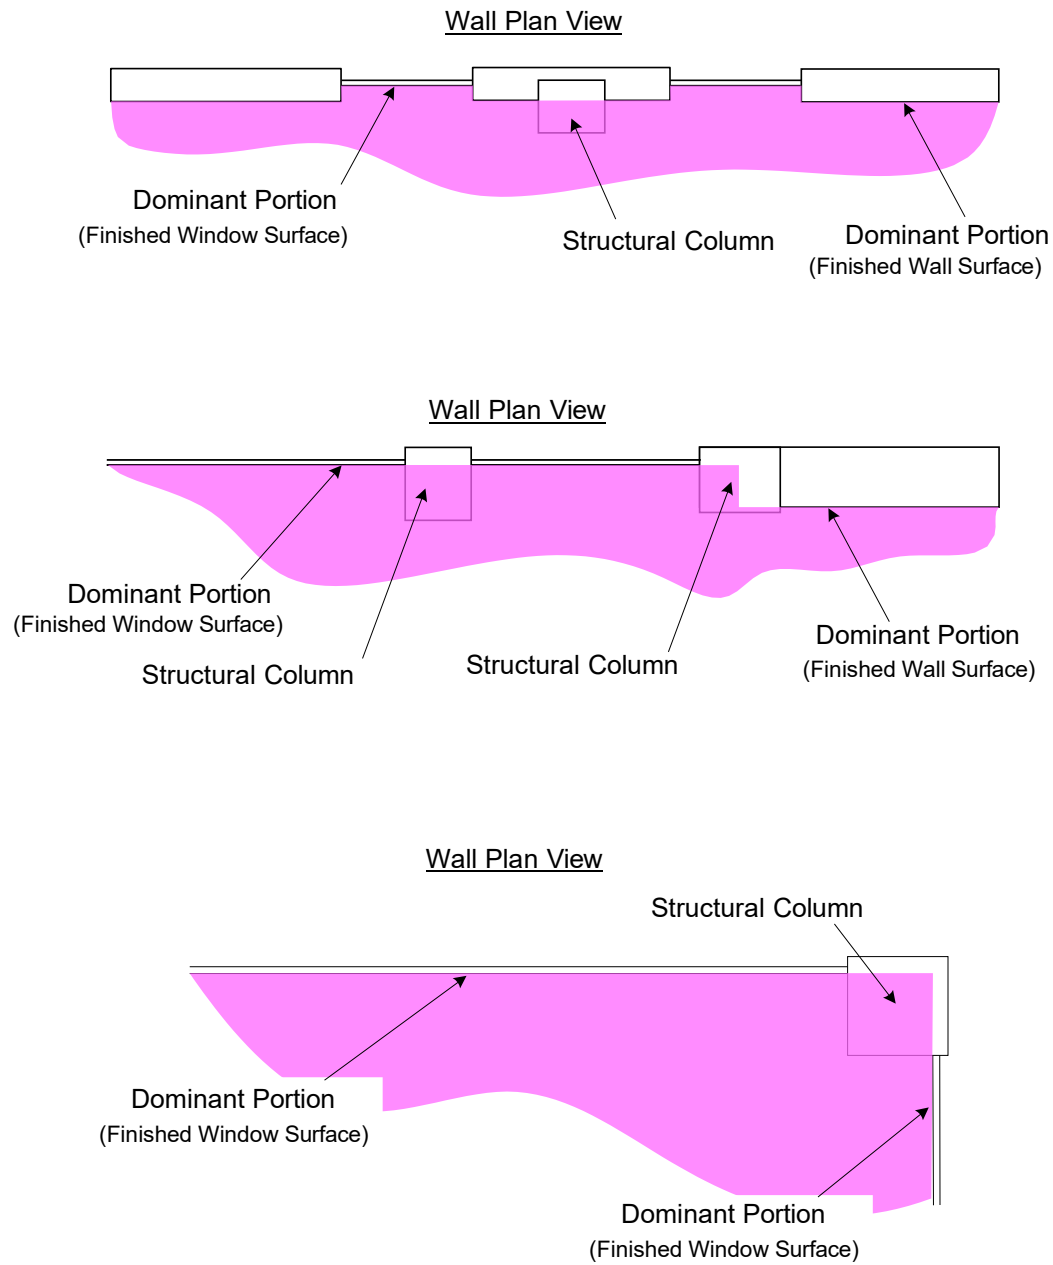 Wall Plan View
Dominant Portion
(Finished Window Surface)
Structural Column
Dominant Portion
(Finished Wall Surface)
Wall Plan View
Dominant Portion
(Finished Window Surface)
Structural Column
Structural Column
Dominant Portion
(Finished Wall Surface)
Wall Plan View
Structural Column
Dominant Portion
(Finished Window Surface)
Dominant Portion
(Finished Window Surface)